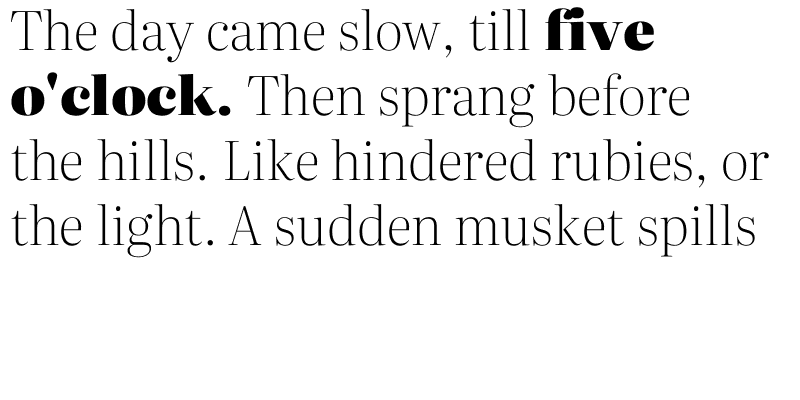 The day came slow, till five
o'clock. Then sprang before
the hills. Like hindered rubies, or
the light. A sudden musket spills